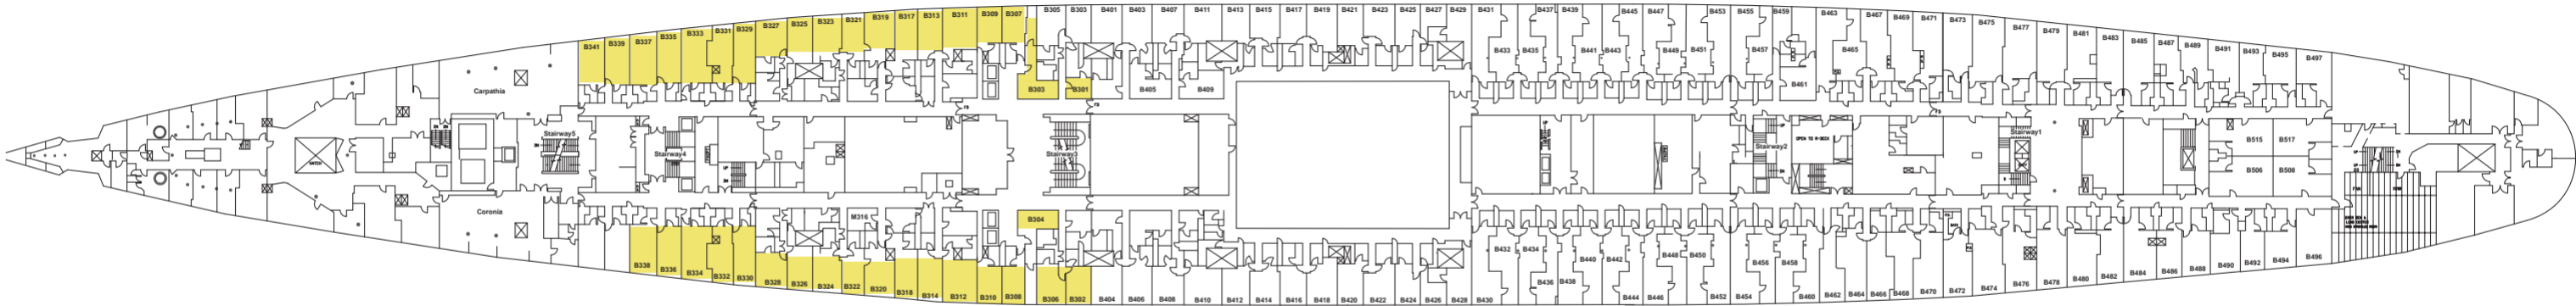 B305 B303 B401 B403 B407 B411 B413 B415 B417 B419 B421 B423 B425 B427 B429 B431 B437 B439 B445 B447 B453 B455 B459 B463 B467 B469 B471 B473 B475 B477 B479 B481 B483 B485 B487 B489 B491 B493 B495 B497
B341 B339 B337 B335 B333 B331 B329 B327 B325 B323 B321 B319 B317 B313 B311 B309 B307
B433 B435 B441 B443 B449 B451 B457 B465
B303 B301 B405 B409 B461
Carpathia
Stairway5 Stairway4 Stairway3 Stairway2 Stairway1
HATCH
OPEN TO R-DECK
B515 B517
B506 B508
Coronia
M316 B304
B432 B434 B440 B442 B448 B450 B456 B458
B338 B336 B334 B332 B330 B328 B326 B324 B322 B320 B318 B314 B312 B310 B308 B306 B302 B404 B406 B408 B410 B412 B414 B416 B418 B420 B422 B424 B426 B428 B430 B436 B438 B444 B446 B452 B454 B460 B462 B464 B466 B468 B470 B472 B474 B476 B478 B480 B482 B484 B486 B488 B490 B492 B494 B496